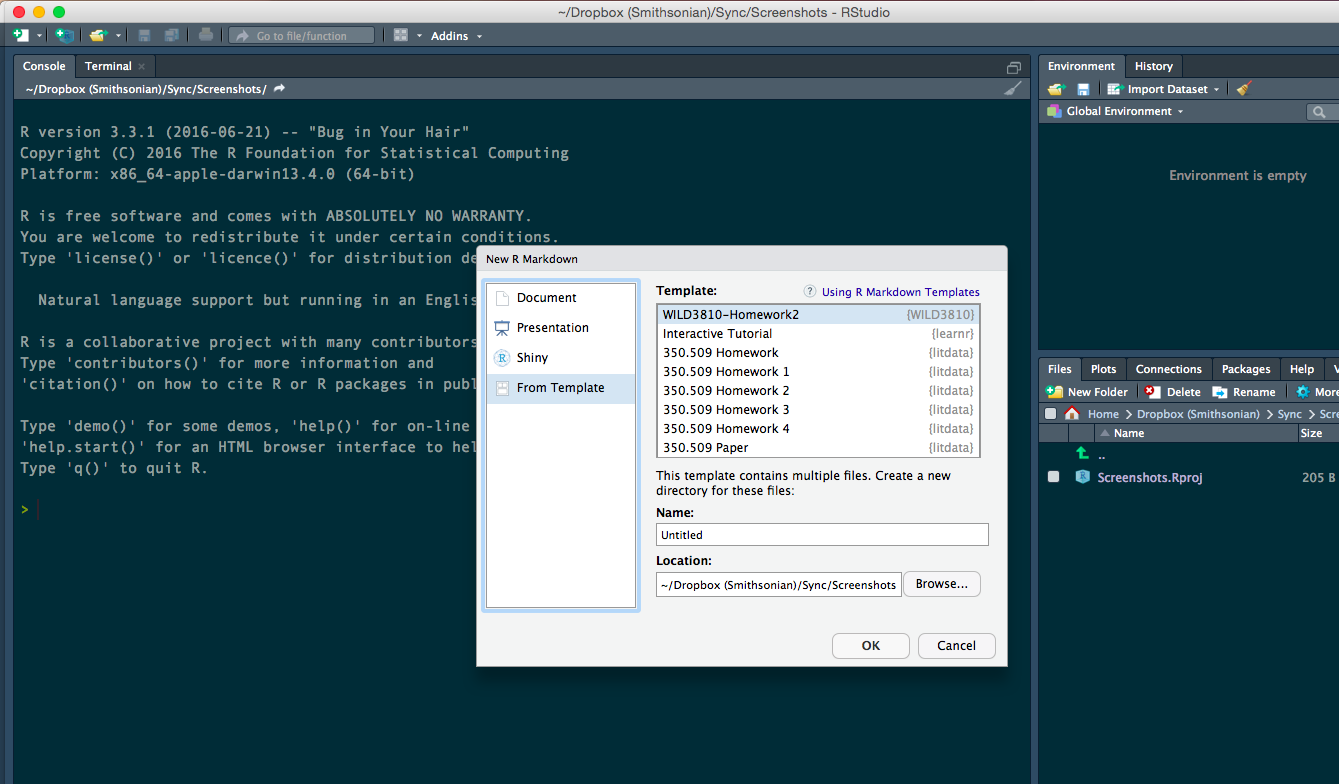 ~/Dropbox (Smithsonian)/Sync/Screenshots - RStudio
Go to file/function
Addins
Console
Terminal
~/Dropbox (Smithsonian)/Sync/Screenshots/
R version 3.3.1 (2016-06-21) -- "Bug in Your Hair"
Copyright (C) 2016 The R Foundation for Statistical Computing
Platform: x86_64-apple-darwin13.4.0 (64-bit)
R is free software and comes with ABSOLUTELY NO WARRANTY.
You are welcome to redistribute it under certain conditions.
Type 'license()' or 'licence()' for distribution de
Natural language support but running in an Englis
R is a collaborative project with many contributors
Type 'contributors()' for more information and
'citation()' on how to cite R or R packages in publ
Type 'demo()' for some demos, 'help()' for on-line
'help.start()' for an HTML browser interface to hel
Type 'q()' to quit R.
>
New R Markdown
Document
Presentation
R Shiny
From Template
Template:
? Using R Markdown Templates
WILD3810-Homework2 {WILD3810}
Interactive Tutorial {learnr}
350.509 Homework {litdata}
350.509 Homework 1 {litdata}
350.509 Homework 2 {litdata}
350.509 Homework 3 {litdata}
350.509 Homework 4 {litdata}
350.509 Paper {litdata}
This template contains multiple files. Create a new
directory for these files:
Name:
Untitled
Location:
~/Dropbox (Smithsonian)/Sync/Screenshots
Browse...
OK
Cancel
Environment
History
Import Dataset
Global Environment
Environment is empty
Files
Plots
Connections
Packages
Help
V
New Folder
Delete
Rename
More
Home
Dropbox (Smithsonian)
Sync
Scre
Name
Size
..
R Screenshots.Rproj
205 B